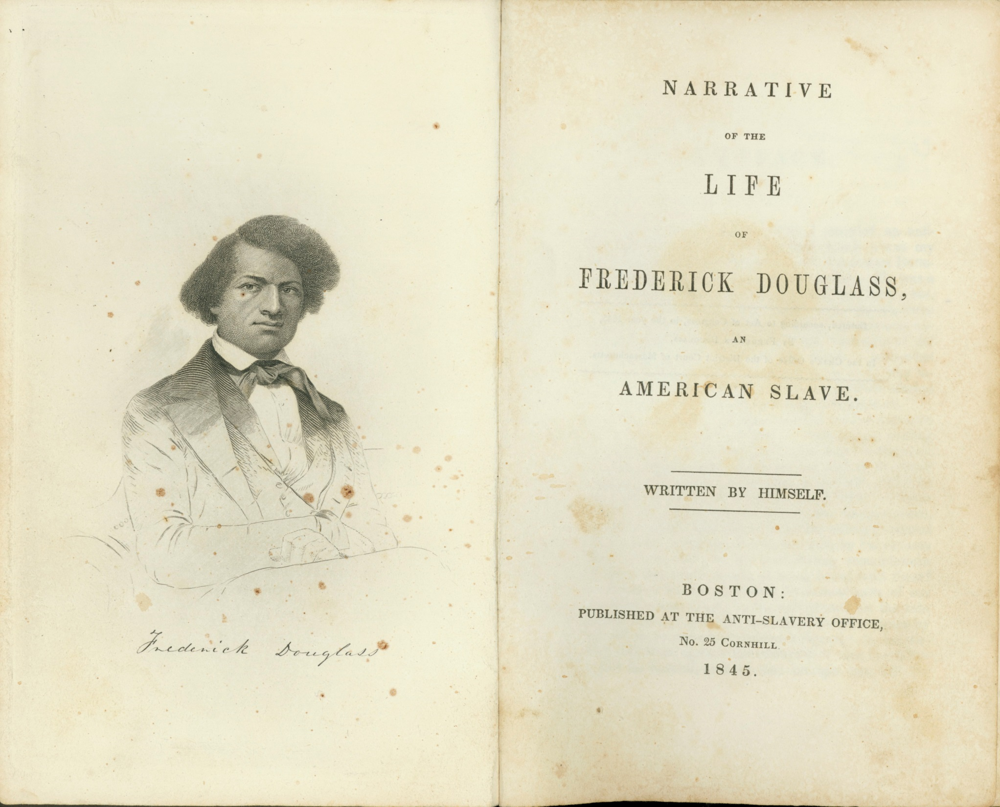 Frederick Douglass
NARRATIVE
OF THE
LIFE
OF
FREDERICK DOUGLASS,
AN
AMERICAN SLAVE.
WRITTEN BY HIMSELF.
BOSTON:
PUBLISHED AT THE ANTI-SLAVERY OFFICE,
No. 25 CORNHILL
1845.